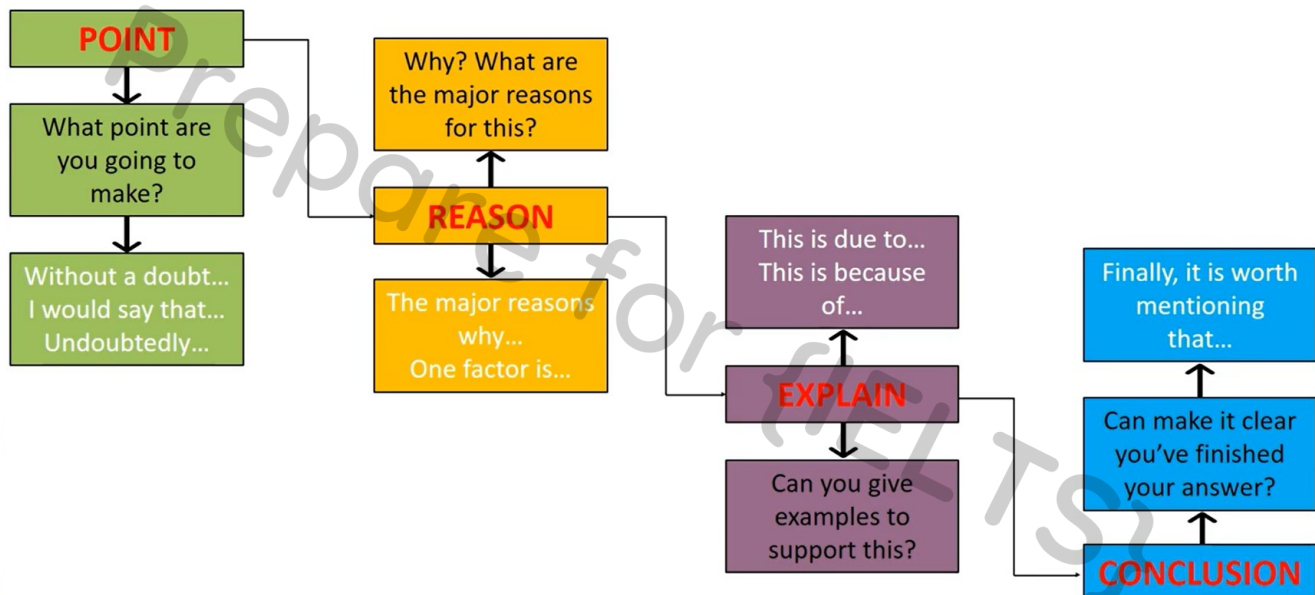 POINT
What point are
you going to
make?
Without a doubt...
I would say that...
Undoubtedly...
Why? What are
the major reasons
for this?
REASON
The major reasons
why...
One factor is...
This is due to...
This is because
of...
EXPLAIN
Can you give
examples to
support this?
Finally, it is worth
mentioning
that...
Can make it clear
you've finished
your answer?
CONCLUSION
Prepare for {IELTS}